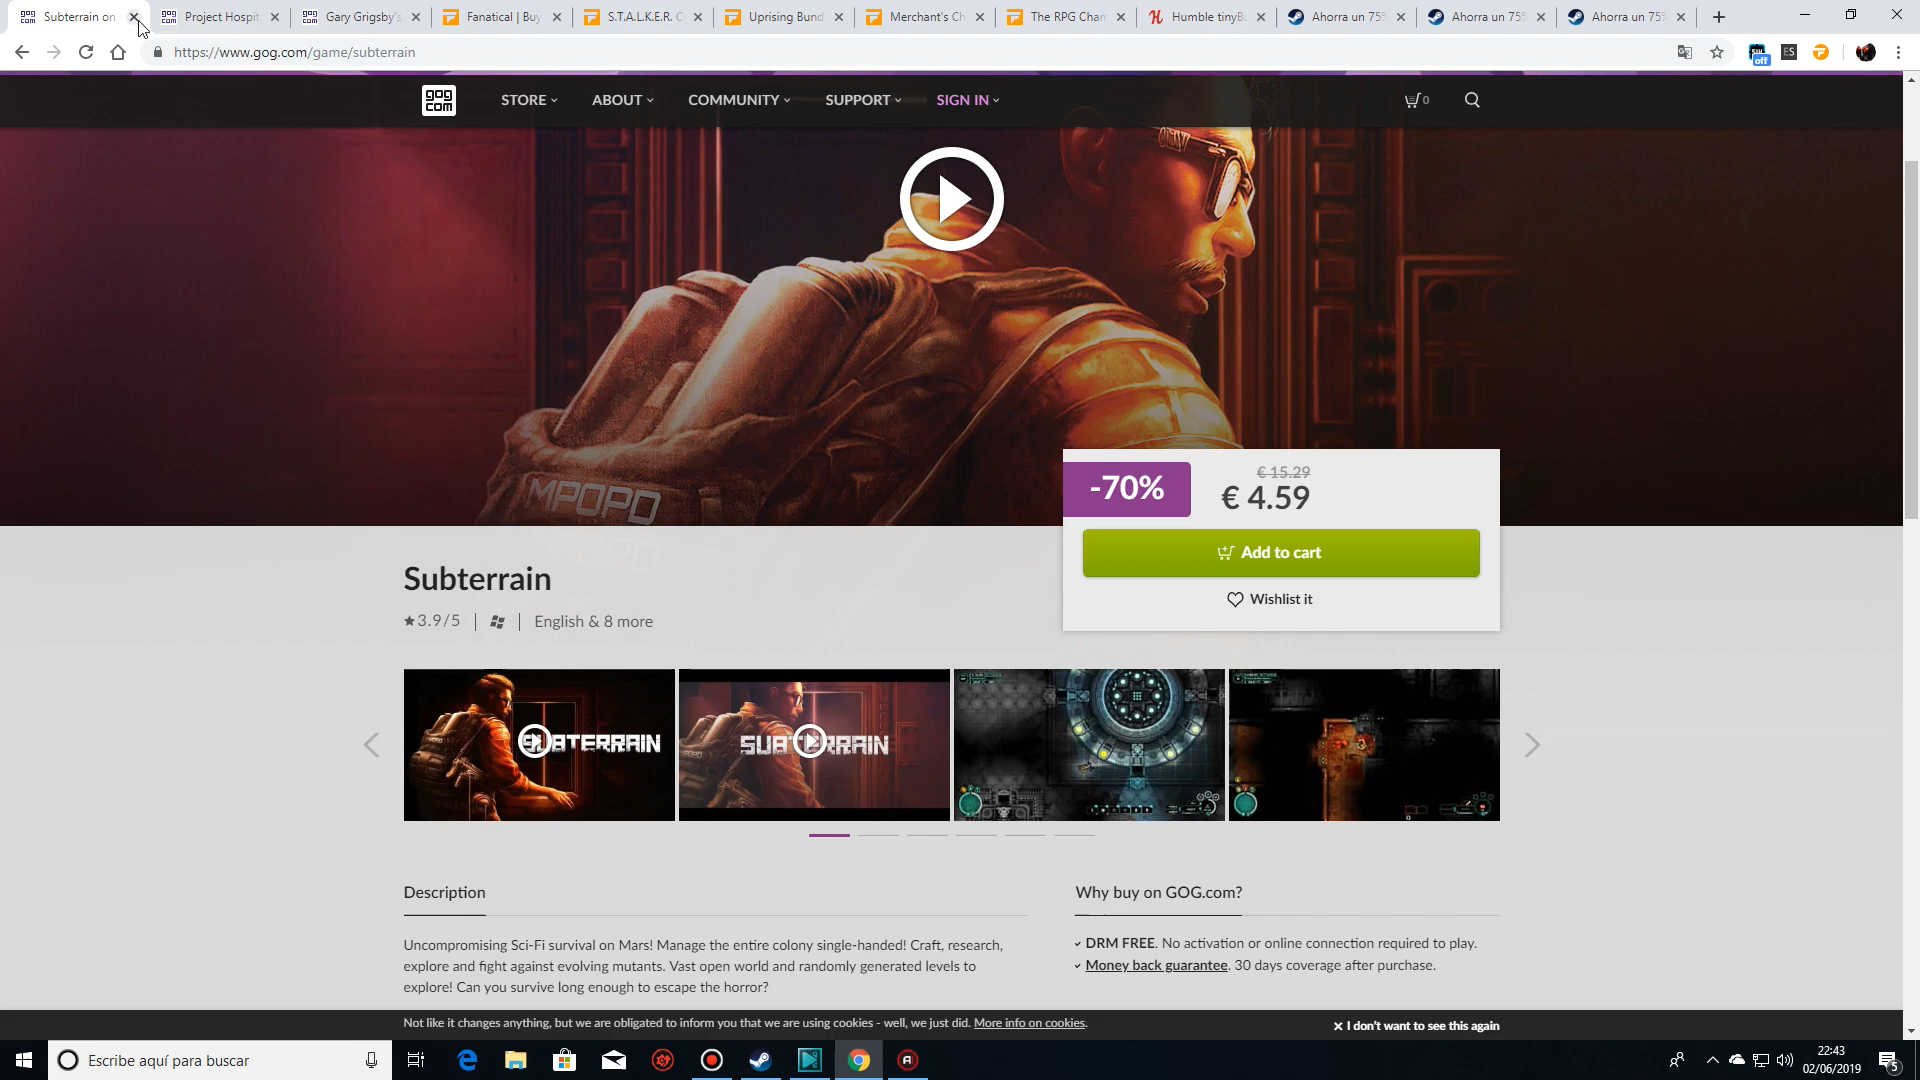 Subterrain on
Project Hospit
Gary Grigsby's
Fanatical | Buy
S.T.A.L.K.E.R. C
Uprising Bund
Merchant's Ch
The RPG Cham
Humble tinyBu
Ahorra un 75%
Ahorra un 75%
Ahorra un 75%
https://www.gog.com/game/subterrain
off
ES
gog
com
STORE
ABOUT
COMMUNITY
SUPPORT
SIGN IN
0
MPOPD
-70%
€ 15.29
€ 4.59
Add to cart
Wishlist it
Subterrain
3.9/5
English & 8 more
SUBTERRAIN
SUBTERRAIN
Description
Why buy on GOG.com?
Uncompromising Sci-Fi survival on Mars! Manage the entire colony single-handed! Craft, research,
explore and fight against evolving mutants. Vast open world and randomly generated levels to
explore! Can you survive long enough to escape the horror?
DRM FREE. No activation or online connection required to play.
Money back guarantee. 30 days coverage after purchase.
Not like it changes anything, but we are obligated to inform you that we are using cookies - well, we just did. More info on cookies.
I don't want to see this again
Escribe aquí para buscar
22:43
02/06/2019
5